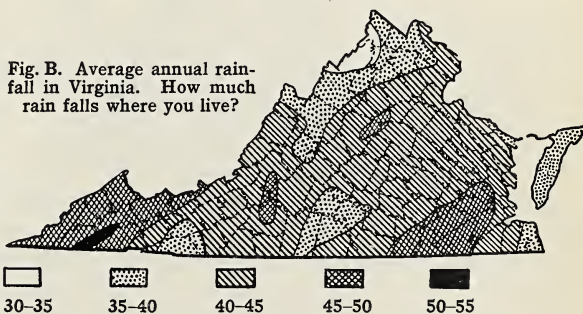 Fig. B. Average annual rain-
fall in Virginia. How much
rain falls where you live?
30–35 35–40 40–45 45–50 50–55